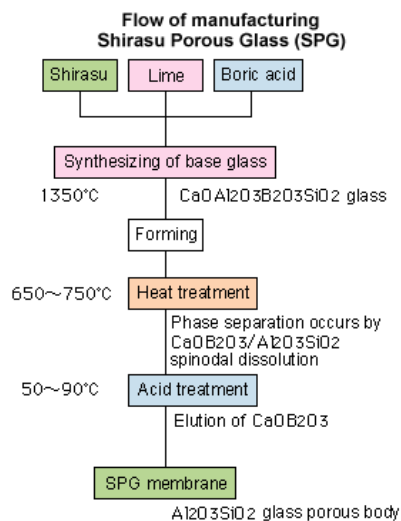 Flow of manufacturing
Shirasu Porous Glass (SPG)
Shirasu
Lime
Boric acid
Synthesizing of base glass
1350°C
CaOAl2O3B2O3SiO2 glass
Forming
650～750°C
Heat treatment
Phase separation occurs by
CaOB2O3/Al2O3SiO2
spinodal dissolution
50～90°C
Acid treatment
Elution of CaOB2O3
SPG membrane
Al2O3SiO2 glass porous body